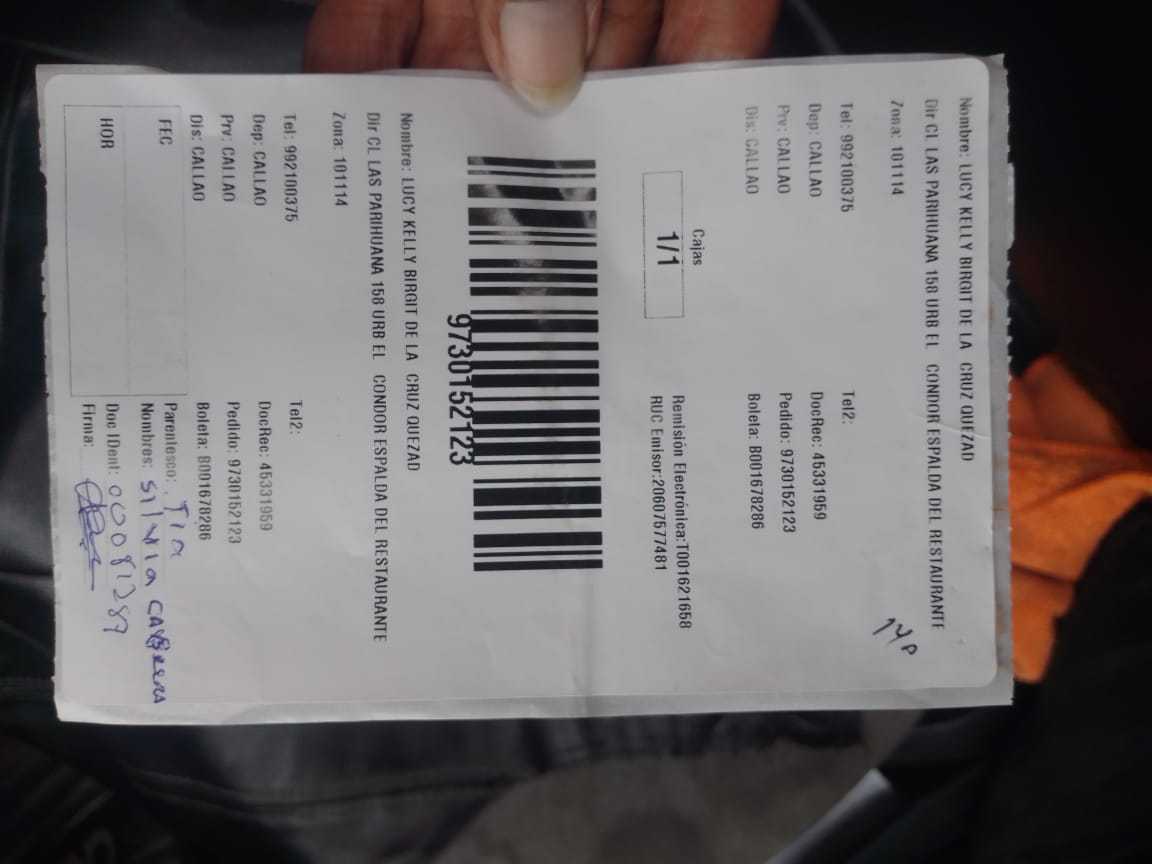 Nombre: LUCY KELLY BIRGIT DE LA CRUZ QUEZAD
Dir CL LAS PARIHUANA 158 URB EL CONDOR ESPALDA DEL RESTAURANTE
Zona: 101114
Tel: 992100375 Tel2:
Dep: CALLAO DocRec: 45331959
Prv: CALLAO Pedido: 9730152123
Dis: CALLAO Boleta: B001678286
Cajas
1/1
Remisión Electrónica:T001621658
RUC Emisor:20607577481
9730152123
Nombre: LUCY KELLY BIRGIT DE LA CRUZ QUEZAD
Dir CL LAS PARIHUANA 158 URB EL CONDOR ESPALDA DEL RESTAURANTE
Zona: 101114
Tel: 992100375 Tel2:
Dep: CALLAO DocRec: 45331959
Prv: CALLAO Pedido: 9730152123
Dis: CALLAO Boleta: B001678286
FEC
HOR
Parentesco: Tía
Nombres: Silvia Cabrera
Doc IDent: 00081287
Firma: